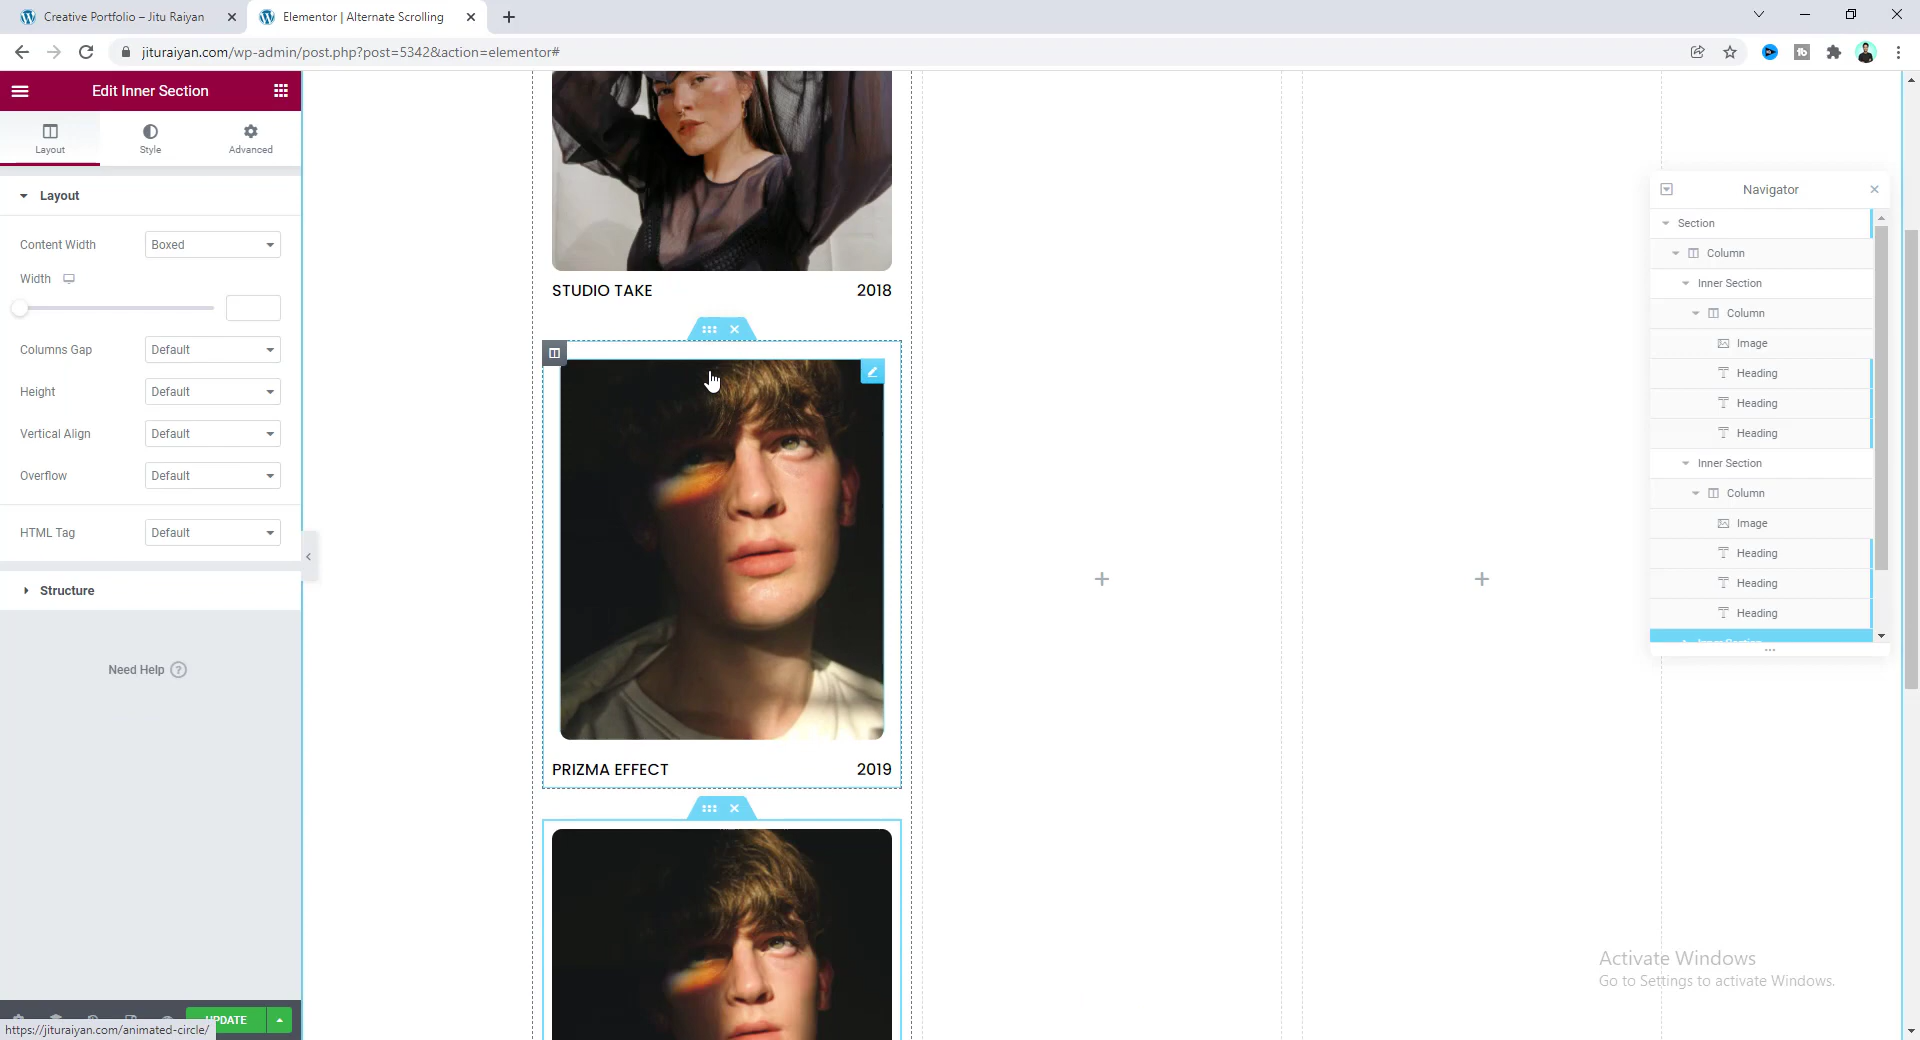 Creative Portfolio – Jitu Raiyan
Elementor | Alternate Scrolling
jituraiyan.com/wp-admin/post.php?post=5342&action=elementor#
Edit Inner Section
Layout
Style
Advanced
Layout
Content Width
Boxed
Width
Columns Gap
Default
Height
Default
Vertical Align
Default
Overflow
Default
HTML Tag
Default
Structure
Need Help ?
UPDATE
https://jituraiyan.com/animated-circle/
STUDIO TAKE
2018
PRIZMA EFFECT
2019
Navigator
Section
Column
Inner Section
Column
Image
Heading
Heading
Heading
Inner Section
Column
Image
Heading
Heading
Heading
Inner Section
Activate Windows
Go to Settings to activate Windows.